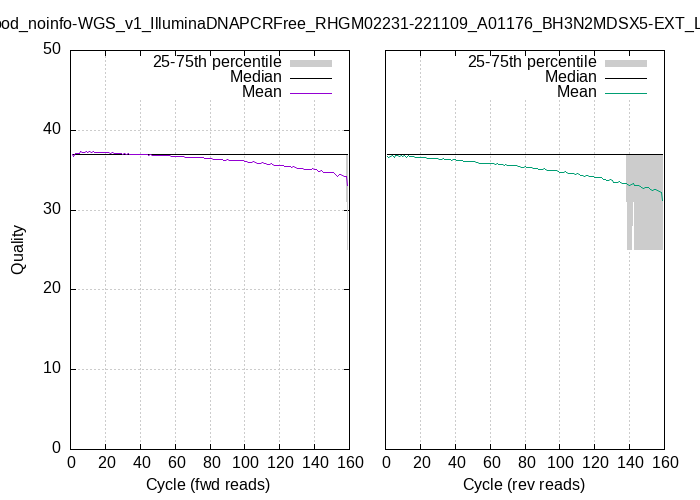 ood_noinfo-WGS_v1_IlluminaDNAPCRFree_RHGM02231-221109_A01176_BH3N2MDSX5-EXT_L
50
40
30
20
10
0
Quality
25-75th percentile
Median
Mean
0 20 40 60 80 100 120 140 160
Cycle (fwd reads)
25-75th percentile
Median
Mean
0 20 40 60 80 100 120 140 160
Cycle (rev reads)